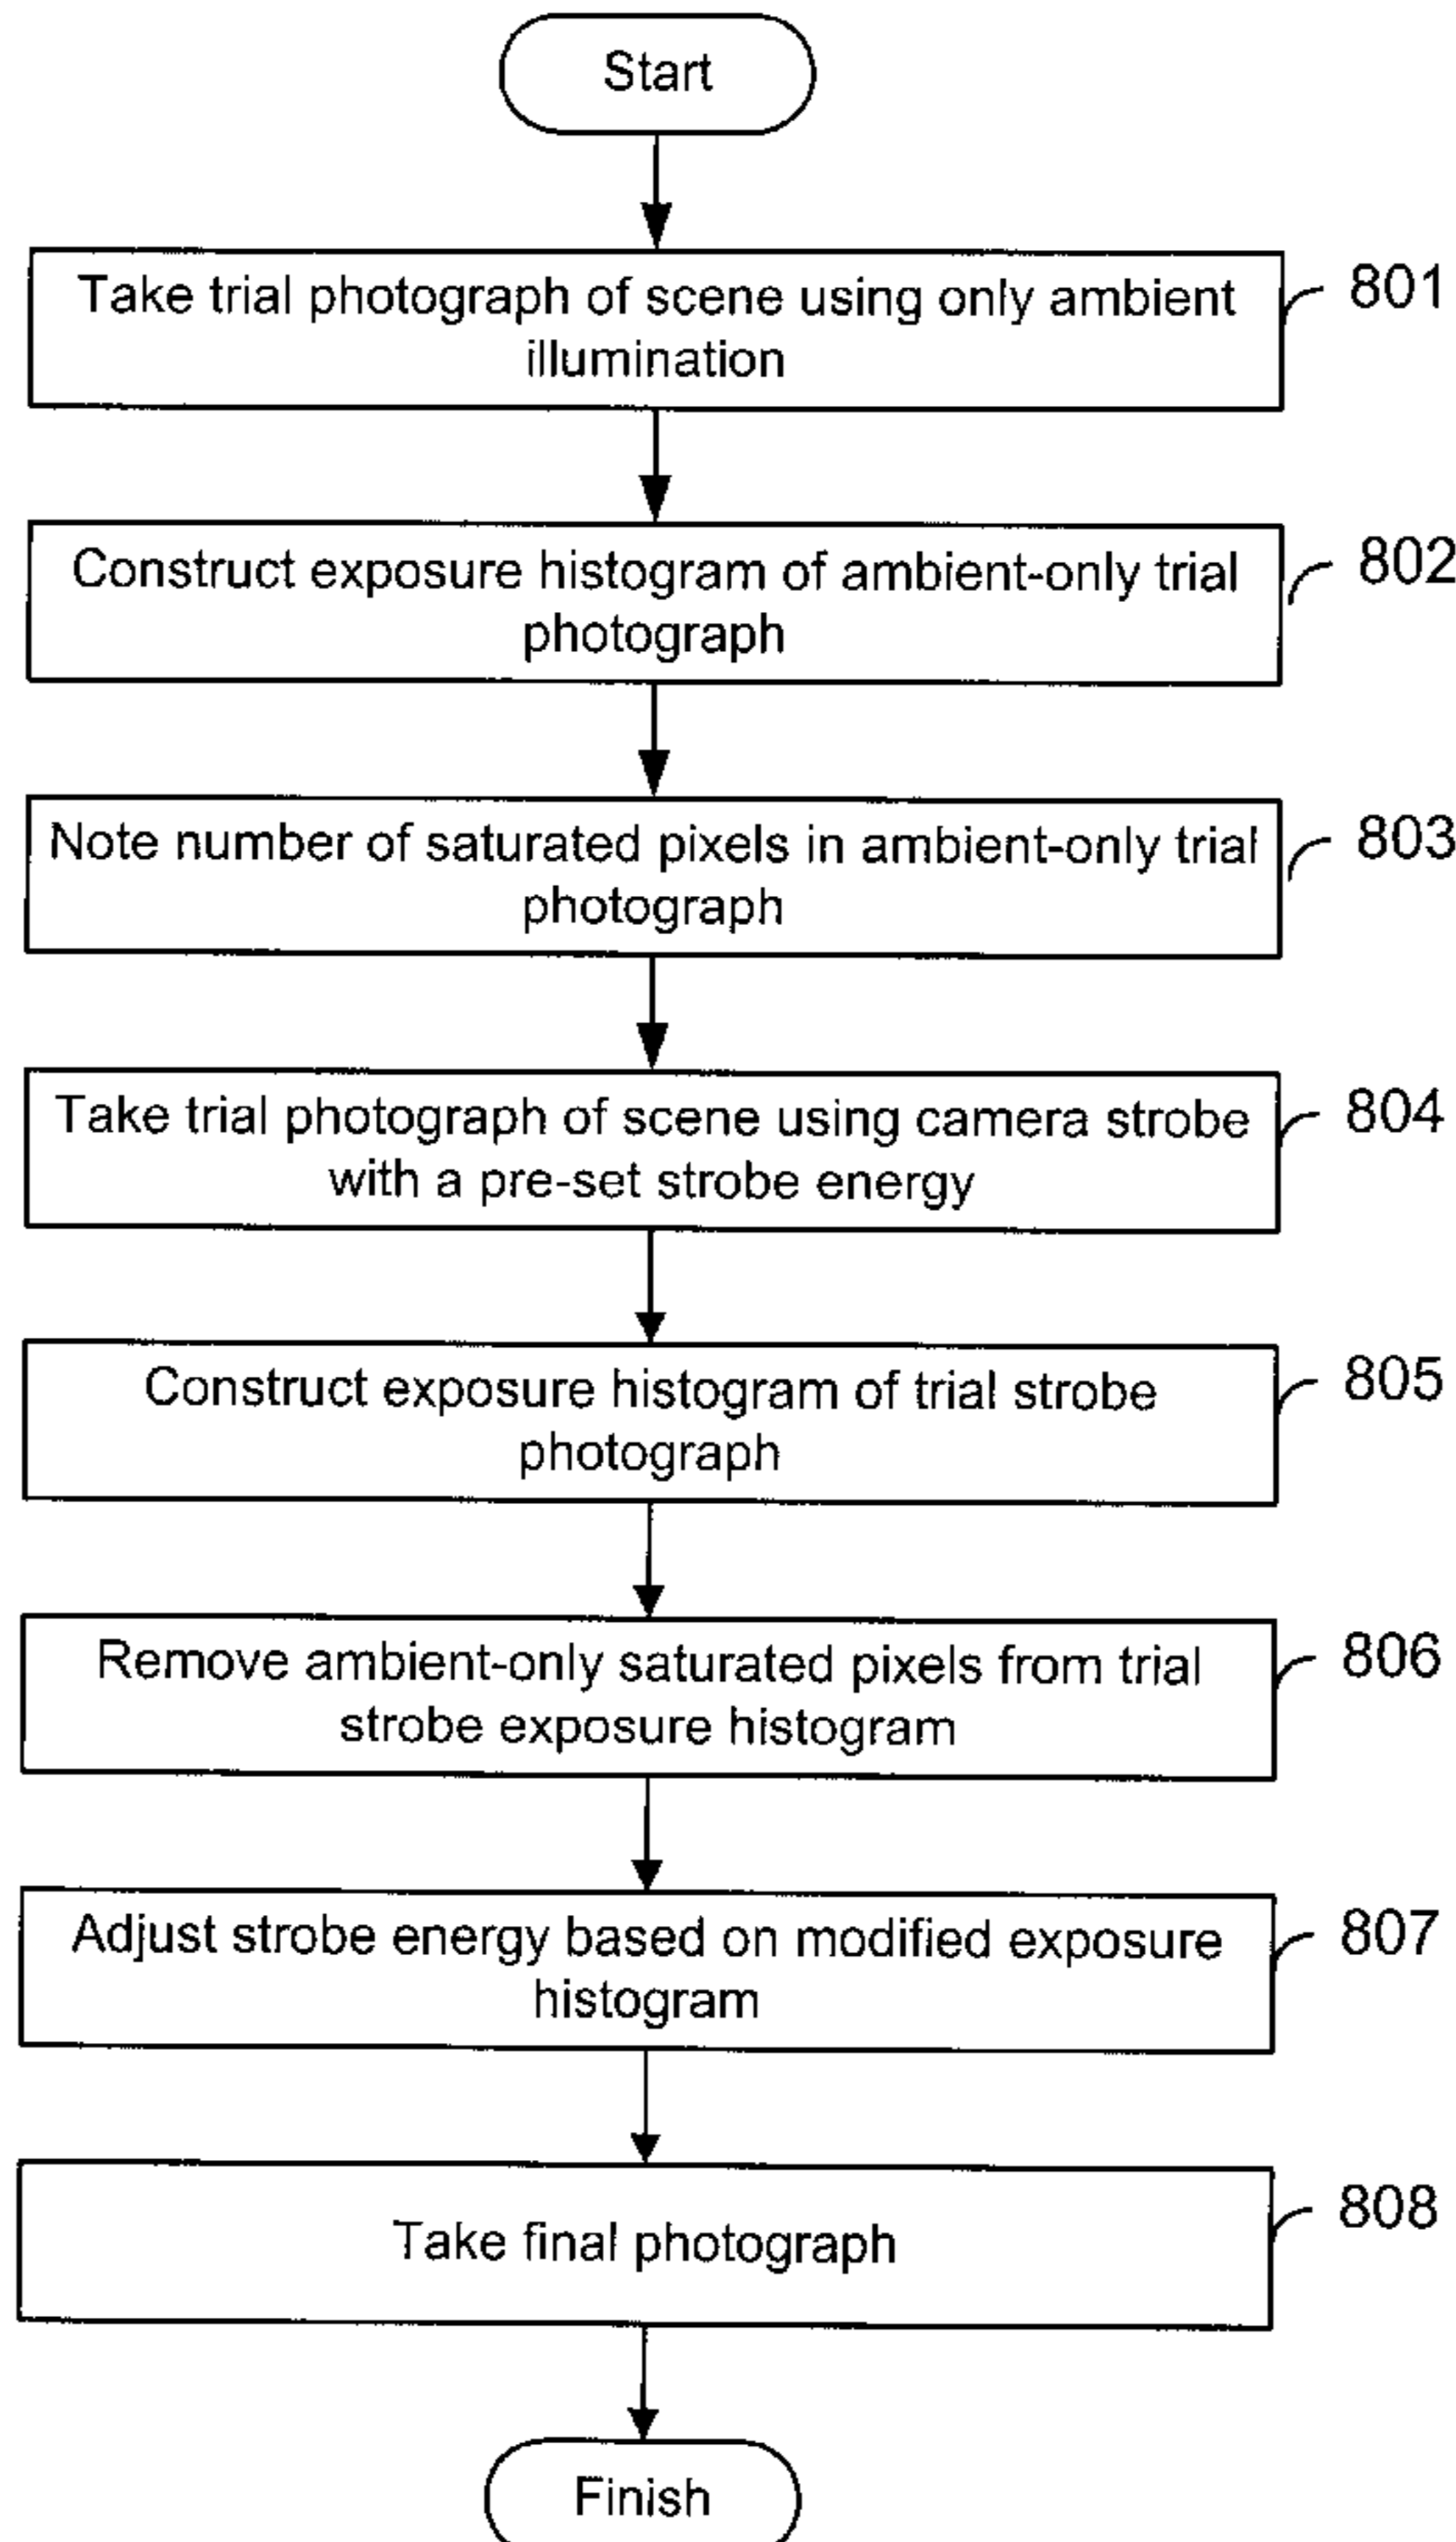 Start
Take trial photograph of scene using only ambient
illumination
801
Construct exposure histogram of ambient-only trial
photograph
802
Note number of saturated pixels in ambient-only trial
photograph
803
Take trial photograph of scene using camera strobe
with a pre-set strobe energy
804
Construct exposure histogram of trial strobe
photograph
805
Remove ambient-only saturated pixels from trial
strobe exposure histogram
806
Adjust strobe energy based on modified exposure
histogram
807
Take final photograph
808
Finish